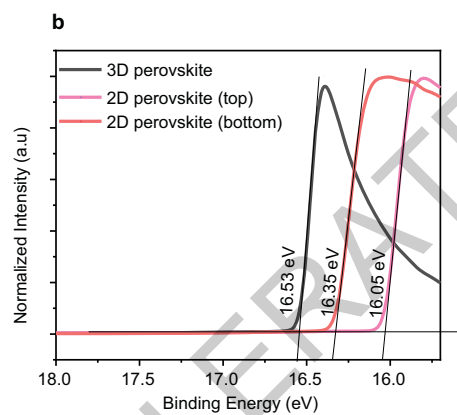 b
3D perovskite
2D perovskite (top)
2D perovskite (bottom)
Normalized Intensity (a.u)
16.53 eV
16.35 eV
16.05 eV
18.0 17.5 17.0 16.5 16.0
Binding Energy (eV)
LERATE